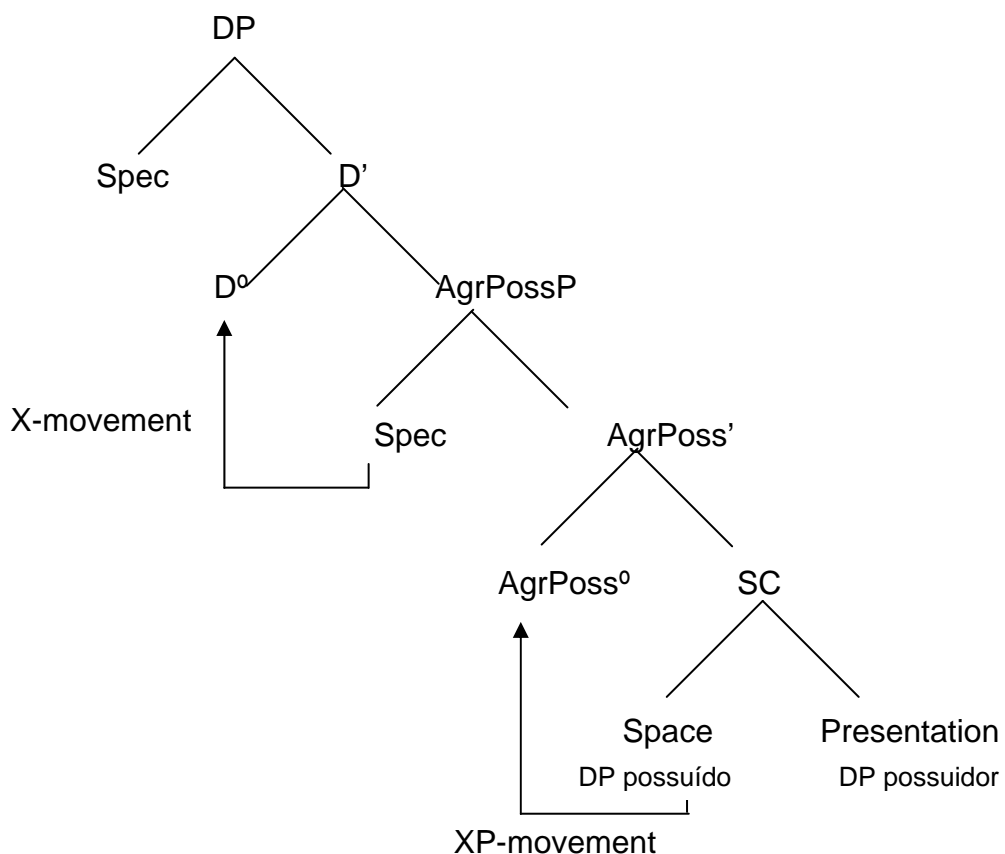 DP
Spec D’
Dº AgrPossP
X-movement
Spec AgrPoss’
AgrPossº SC
Space Presentation
DP possuído DP possuidor
XP-movement